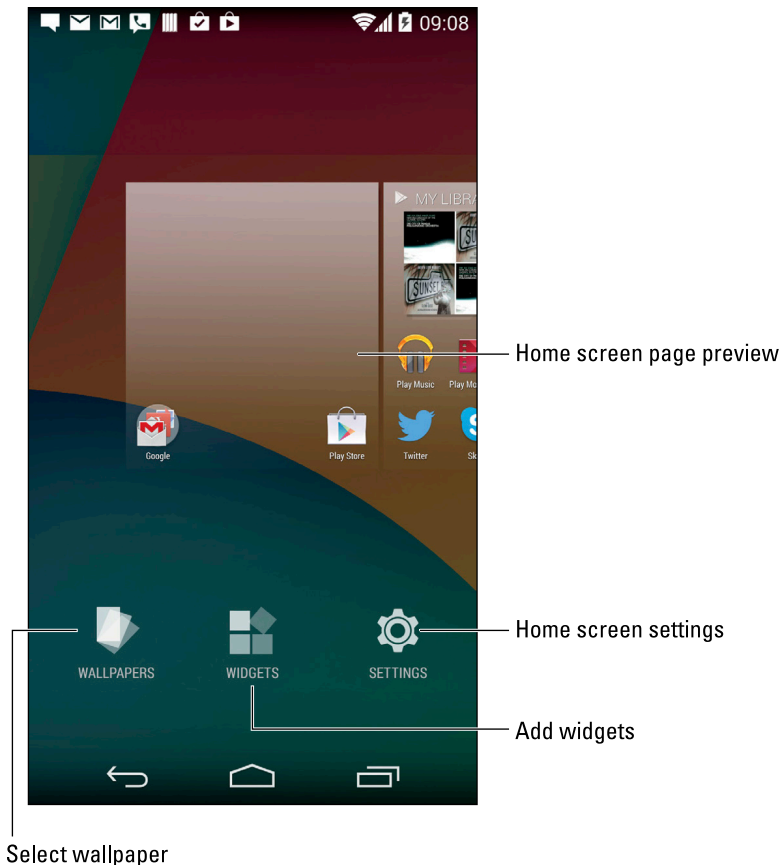 09:08
MY LIBRA
SUNSET
Play Music
Play Mo
Home screen page preview
Google
Play Store
Twitter
Sk
Home screen settings
WALLPAPERS
WIDGETS
SETTINGS
Add widgets
Select wallpaper